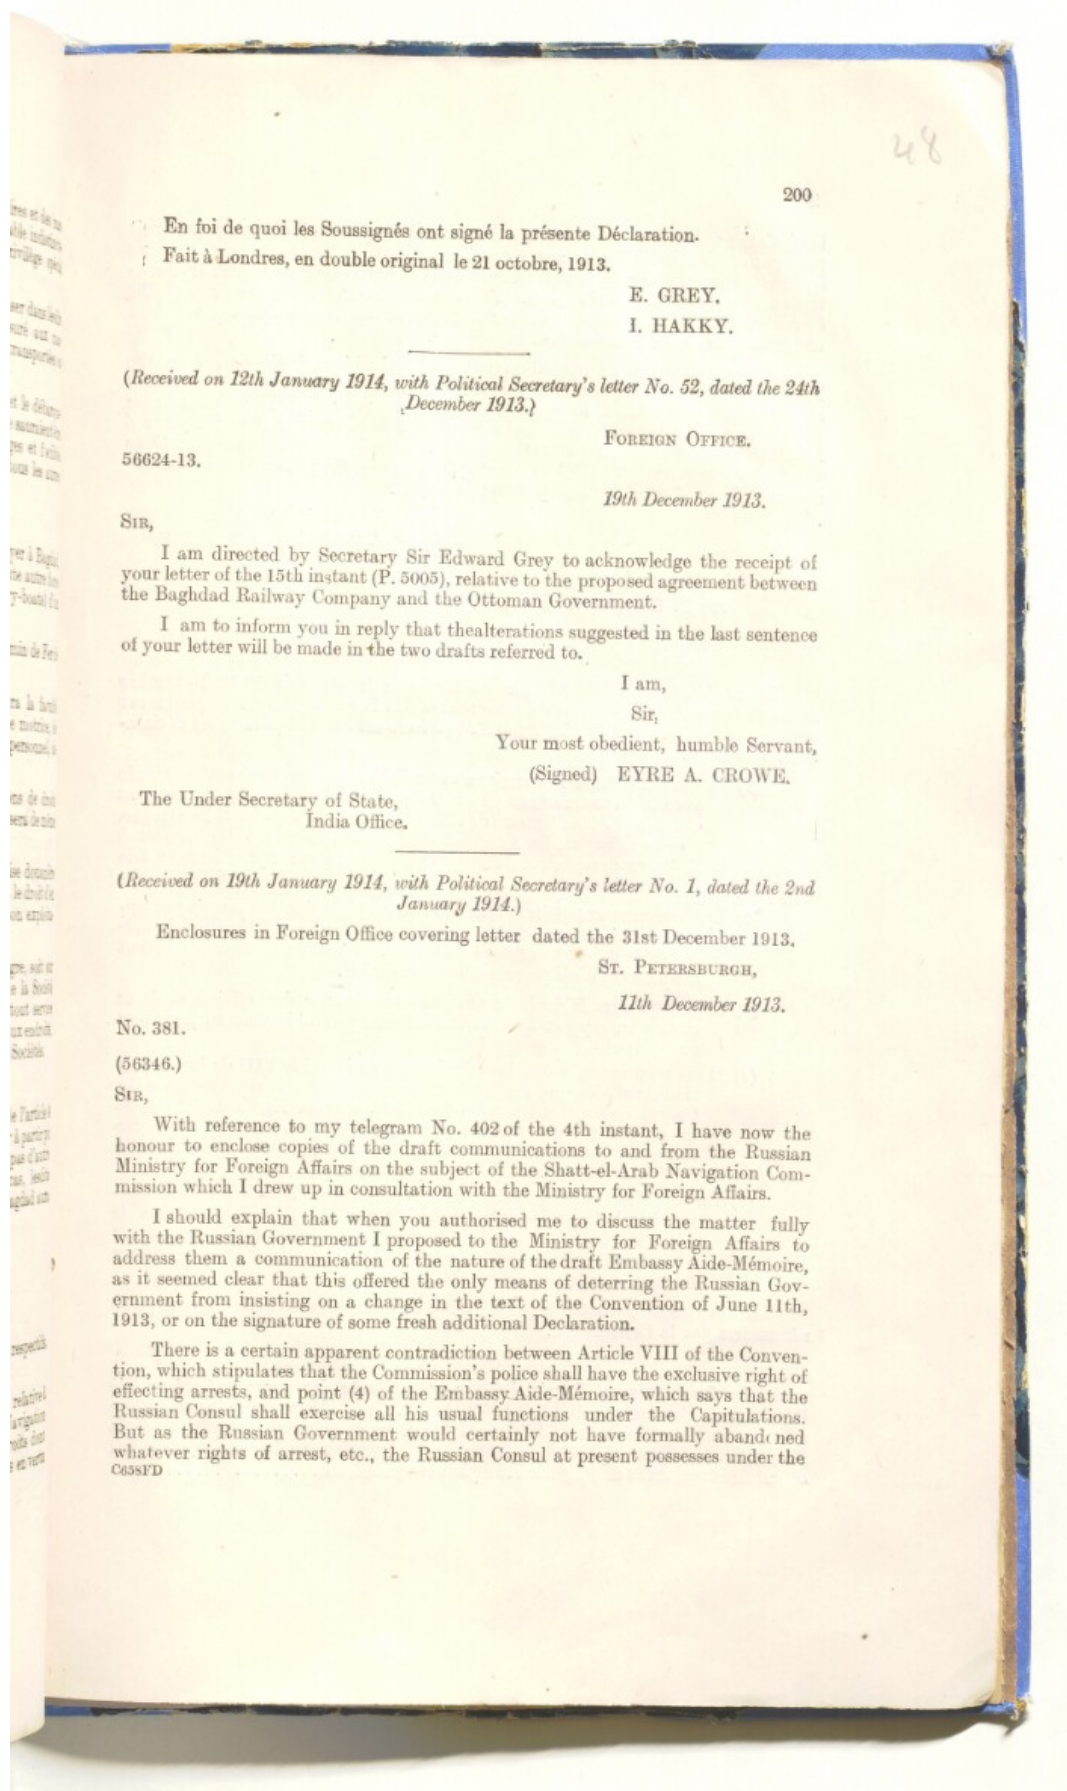 48
200
En foi de quoi les Soussignés ont signé la présente Déclaration.
Fait à Londres, en double original le 21 octobre, 1913.
E. GREY.
I. HAKKY.
(Received on 12th January 1914, with Political Secretary's letter No. 52, dated the 24th
December 1913.)
FOREIGN OFFICE.
56624-13.
19th December 1913.
SIR,
I am directed by Secretary Sir Edward Grey to acknowledge the receipt of
your letter of the 15th instant (P. 5005), relative to the proposed agreement between
the Baghdad Railway Company and the Ottoman Government.
I am to inform you in reply that thealterations suggested in the last sentence
of your letter will be made in the two drafts referred to.
I am,
Sir,
Your most obedient, humble Servant,
(Signed) EYRE A. CROWE.
The Under Secretary of State,
India Office.
(Received on 19th January 1914, with Political Secretary's letter No. 1, dated the 2nd
January 1914.)
Enclosures in Foreign Office covering letter dated the 31st December 1913.
ST. PETERSBURGH,
11th December 1913.
No. 381.
(56346.)
SIR,
With reference to my telegram No. 402 of the 4th instant, I have now the
honour to enclose copies of the draft communications to and from the Russian
Ministry for Foreign Affairs on the subject of the Shatt-el-Arab Navigation Com-
mission which I drew up in consultation with the Ministry for Foreign Affairs.
I should explain that when you authorised me to discuss the matter fully
with the Russian Government I proposed to the Ministry for Foreign Affairs to
address them a communication of the nature of the draft Embassy Aide-Mémoire,
as it seemed clear that this offered the only means of deterring the Russian Gov-
ernment from insisting on a change in the text of the Convention of June 11th,
1913, or on the signature of some fresh additional Declaration.
There is a certain apparent contradiction between Article VIII of the Conven-
tion, which stipulates that the Commission's police shall have the exclusive right of
effecting arrests, and point (4) of the Embassy Aide-Mémoire, which says that the
Russian Consul shall exercise all his usual functions under the Capitulations.
But as the Russian Government would certainly not have formally abandoned
whatever rights of arrest, etc., the Russian Consul at present possesses under the
C658FD